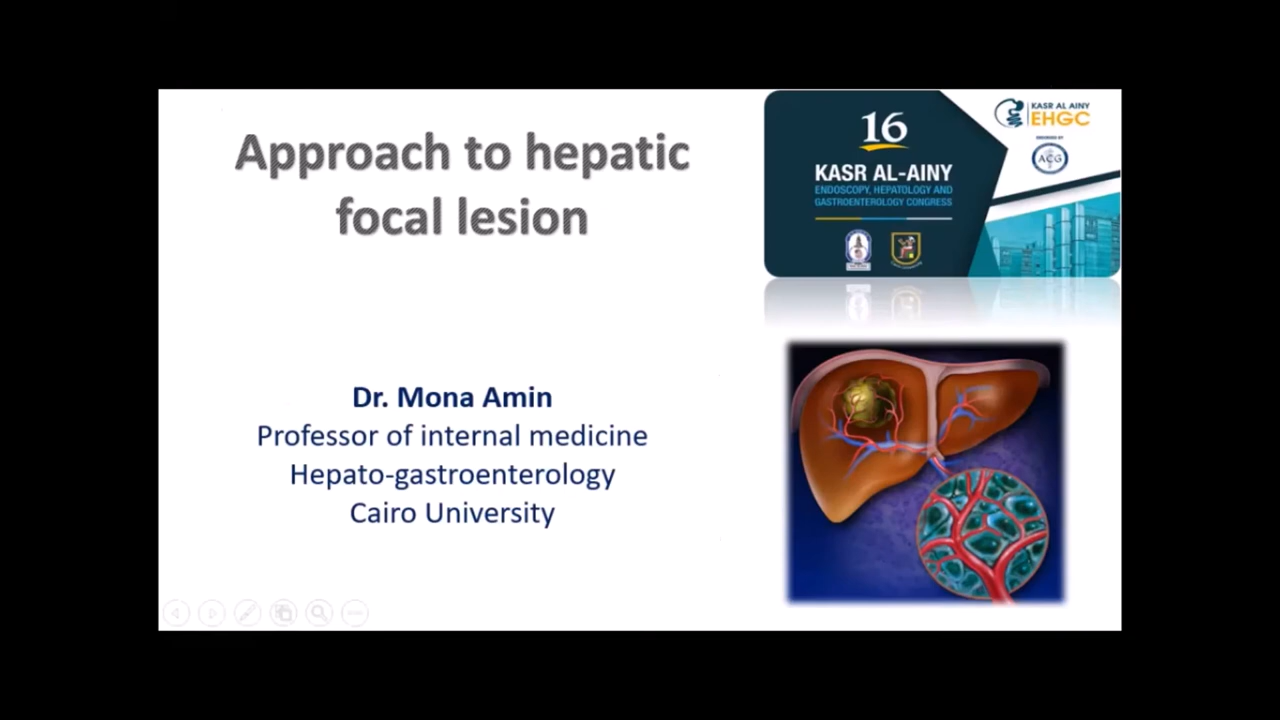 Approach to hepatic
focal lesion
16
KASR AL-AINY
ENDOSCOPY, HEPATOLOGY AND
GASTROENTEROLOGY CONGRESS
KASR AL AINY
EHGC
ENDORSED BY
ACG
Dr. Mona Amin
Professor of internal medicine
Hepato-gastroenterology
Cairo University